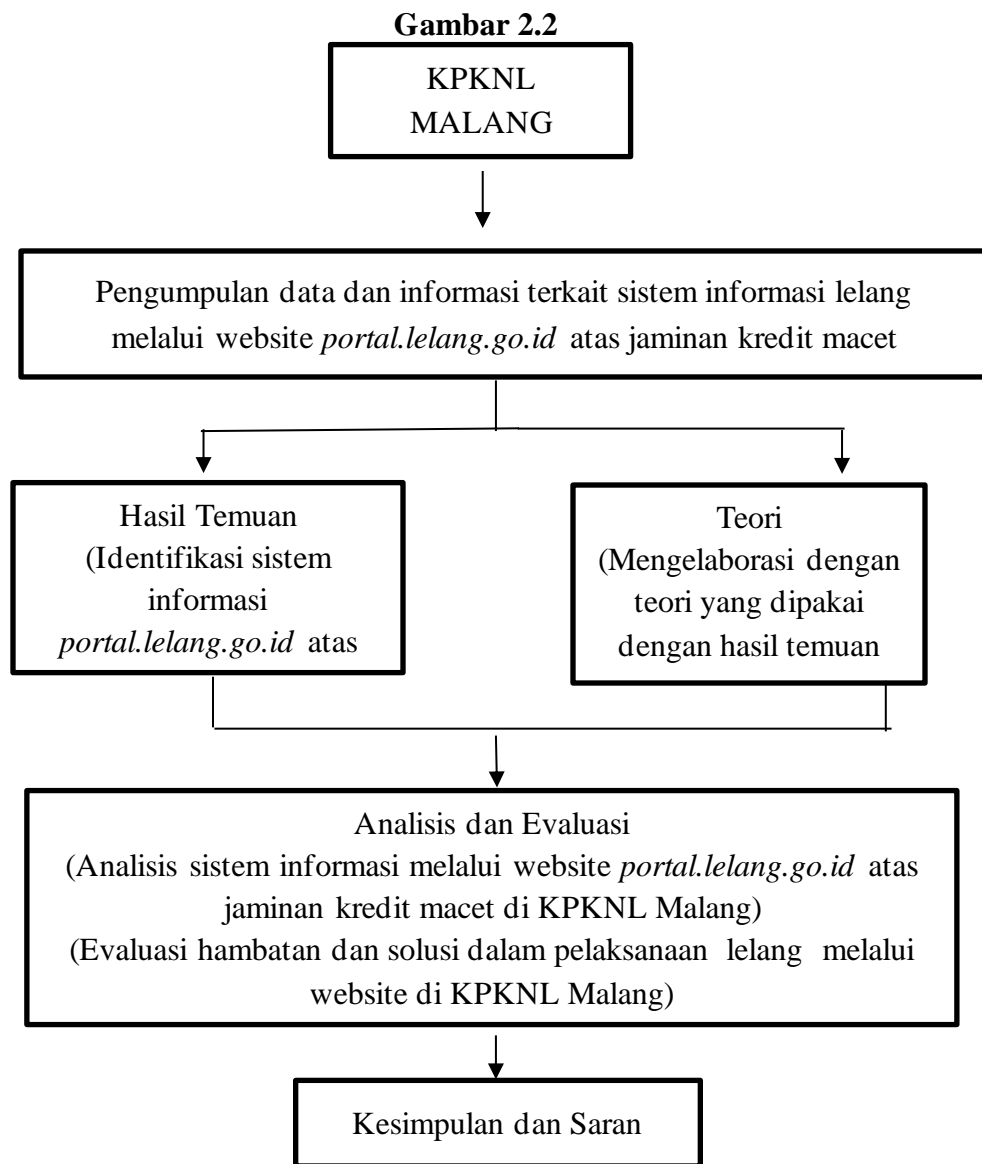 Gambar 2.2
KPKNL
MALANG
Pengumpulan data dan informasi terkait sistem informasi lelang
melalui website portal.lelang.go.id atas jaminan kredit macet
Hasil Temuan
(Identifikasi sistem
informasi
portal.lelang.go.id atas
Teori
(Mengelaborasi dengan
teori yang dipakai
dengan hasil temuan
Analisis dan Evaluasi
(Analisis sistem informasi melalui website portal.lelang.go.id atas
jaminan kredit macet di KPKNL Malang)
(Evaluasi hambatan dan solusi dalam pelaksanaan lelang melalui
website di KPKNL Malang)
Kesimpulan dan Saran